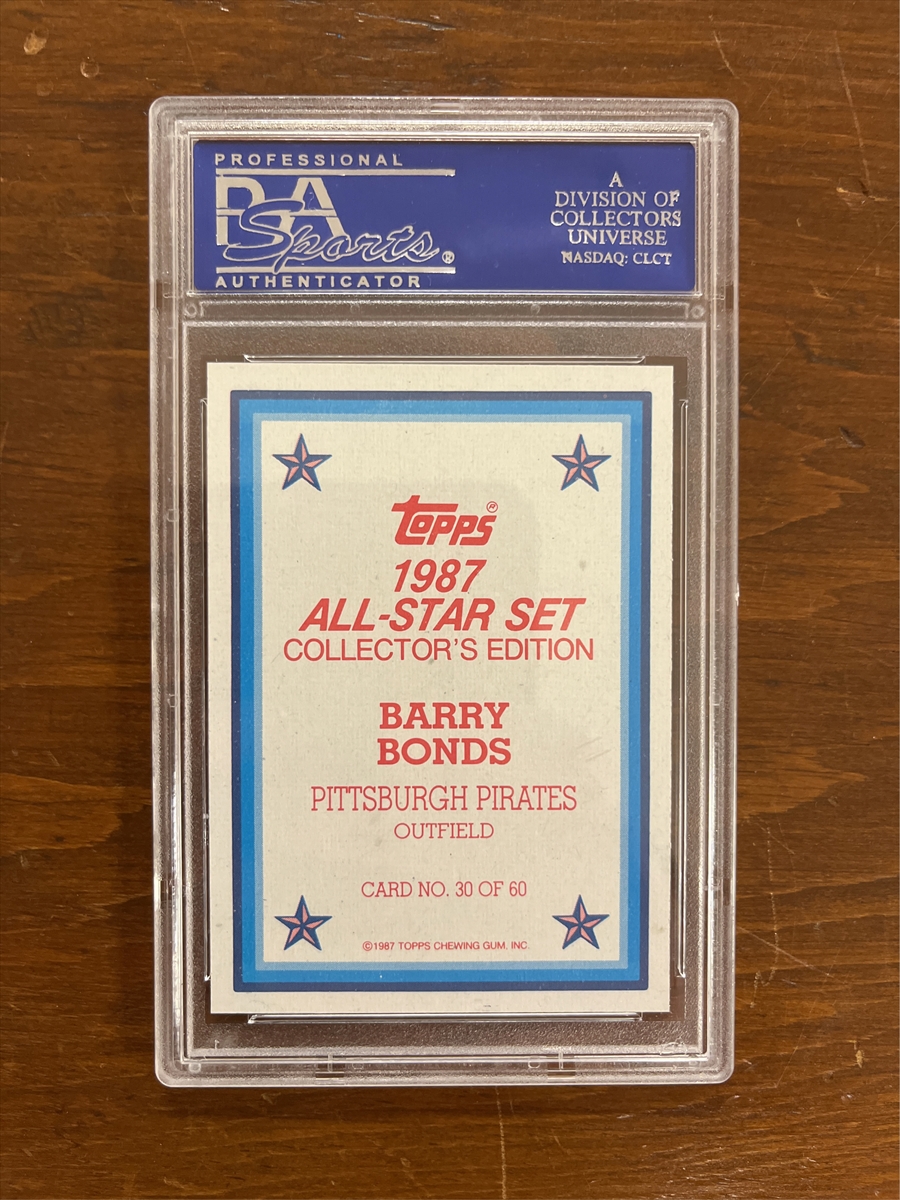 PROFESSIONAL
PSA
Sports®
AUTHENTICATOR
A
DIVISION OF
COLLECTORS
UNIVERSE
NASDAQ: CLCT
topps®
1987
ALL-STAR SET
COLLECTOR'S EDITION
BARRY
BONDS
PITTSBURGH PIRATES
OUTFIELD
CARD NO. 30 OF 60
©1987 TOPPS CHEWING GUM, INC.